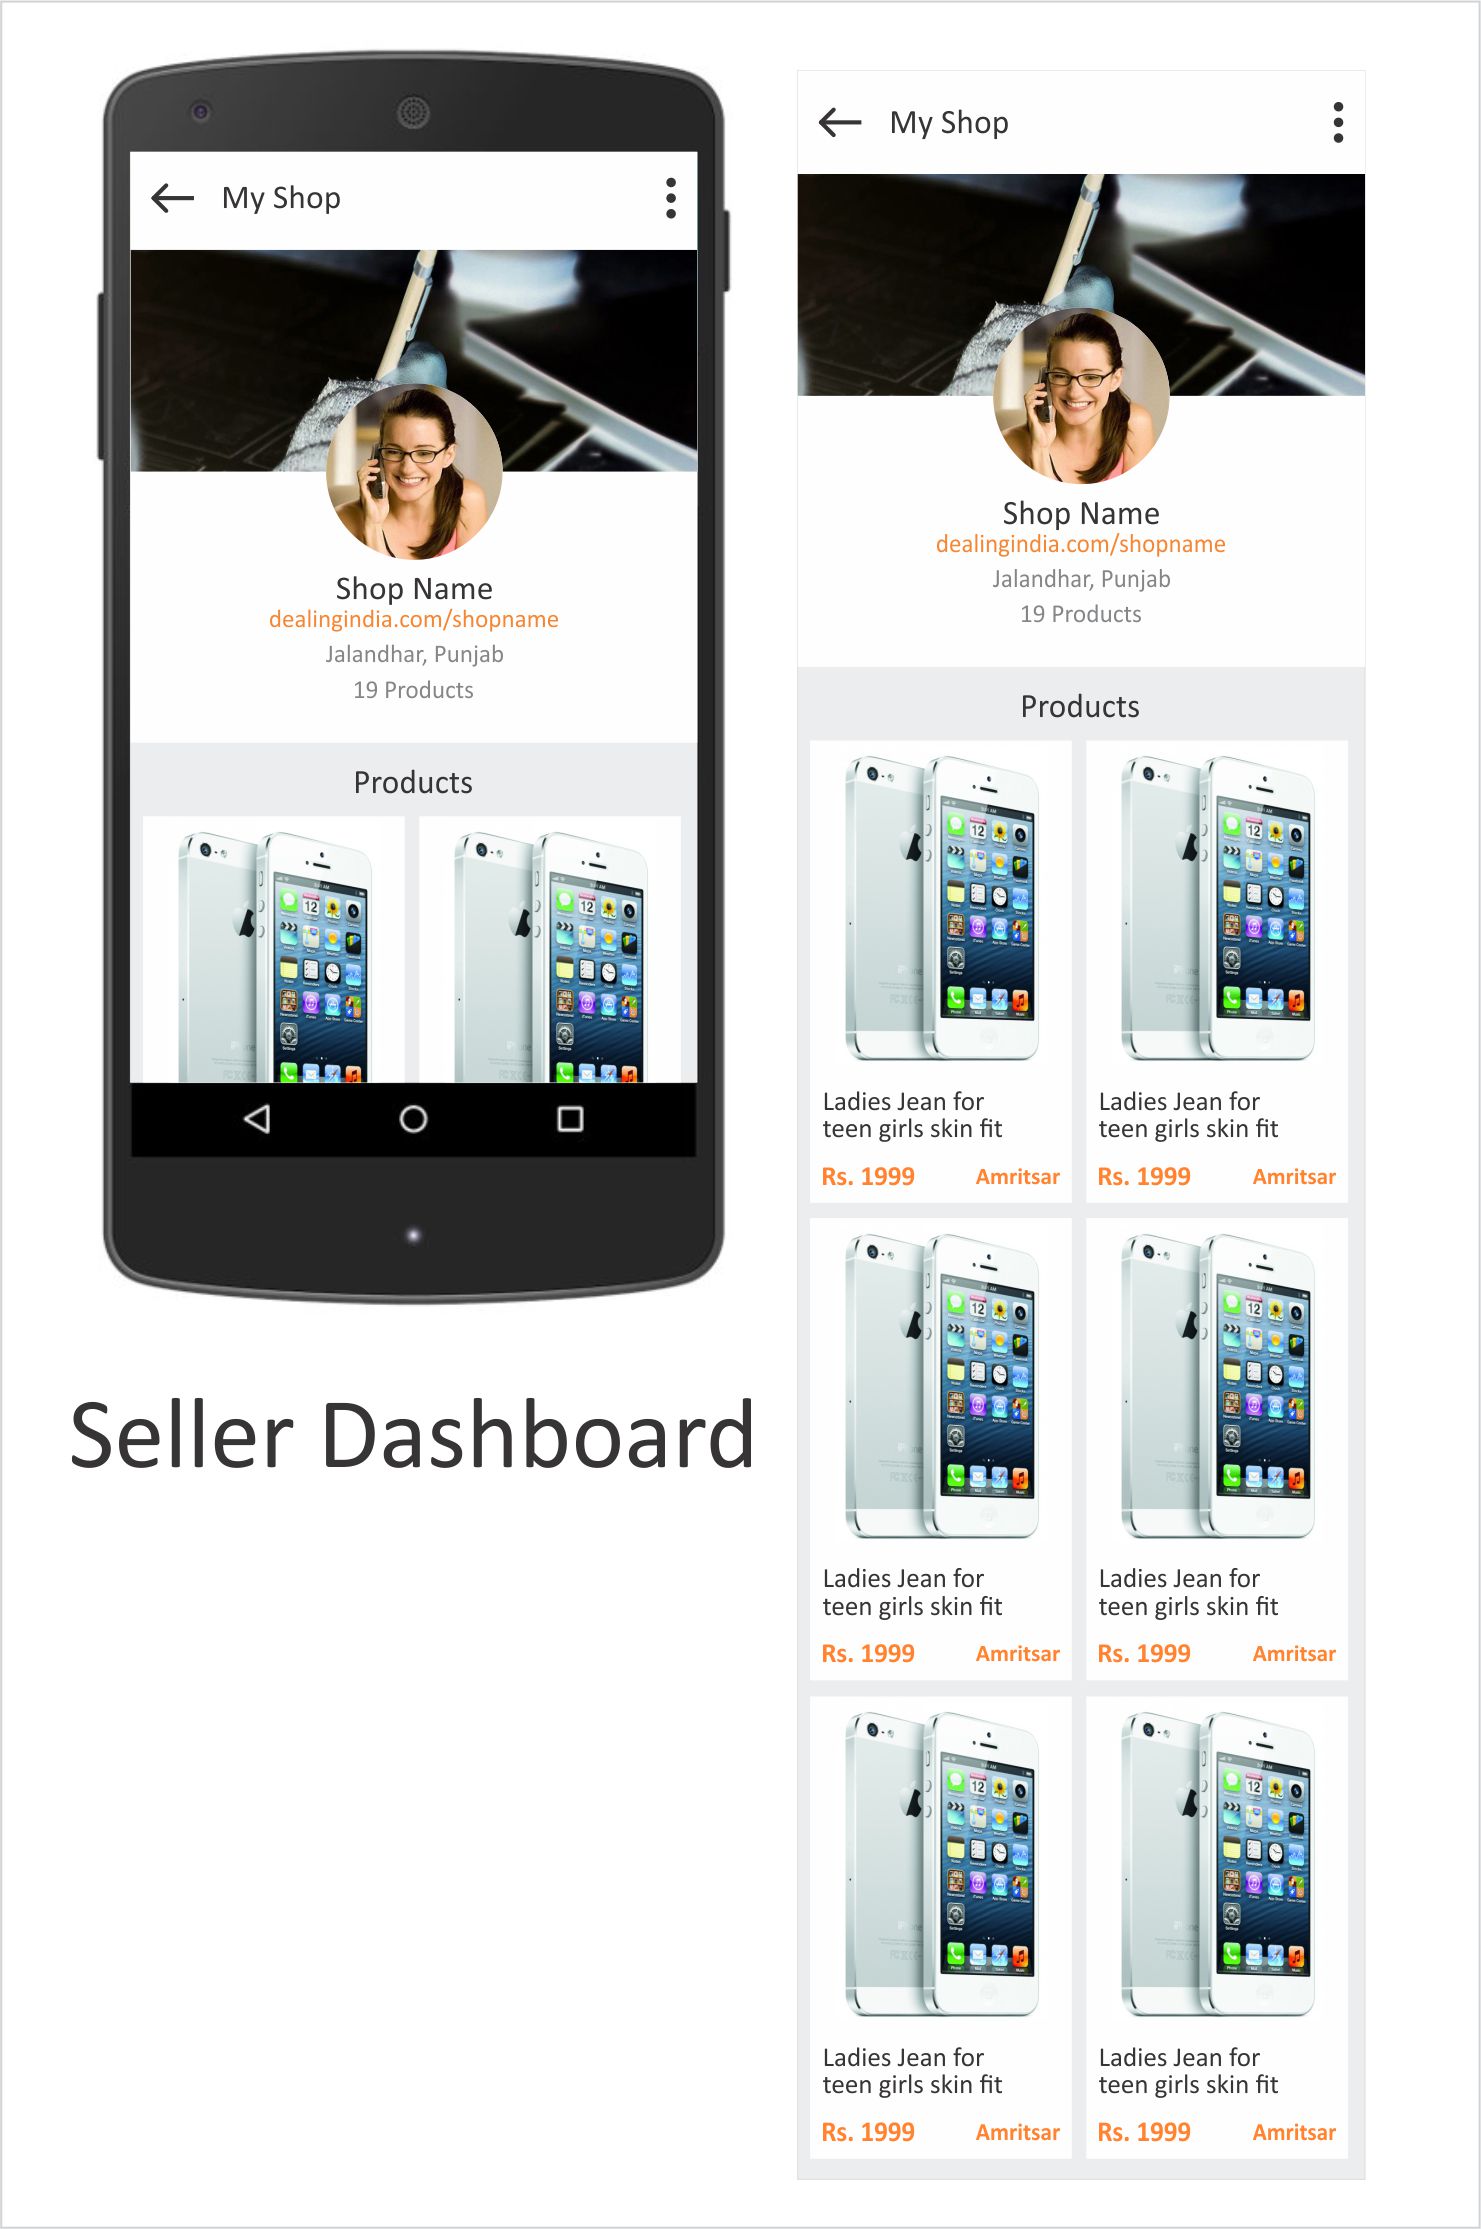 My Shop
Shop Name
dealingindia.com/shopname
Jalandhar, Punjab
19 Products
Products
Seller Dashboard
My Shop
Shop Name
dealingindia.com/shopname
Jalandhar, Punjab
19 Products
Products
Ladies Jean for
teen girls skin fit
Rs. 1999 Amritsar
Ladies Jean for
teen girls skin fit
Rs. 1999 Amritsar
Ladies Jean for
teen girls skin fit
Rs. 1999 Amritsar
Ladies Jean for
teen girls skin fit
Rs. 1999 Amritsar
Ladies Jean for
teen girls skin fit
Rs. 1999 Amritsar
Ladies Jean for
teen girls skin fit
Rs. 1999 Amritsar